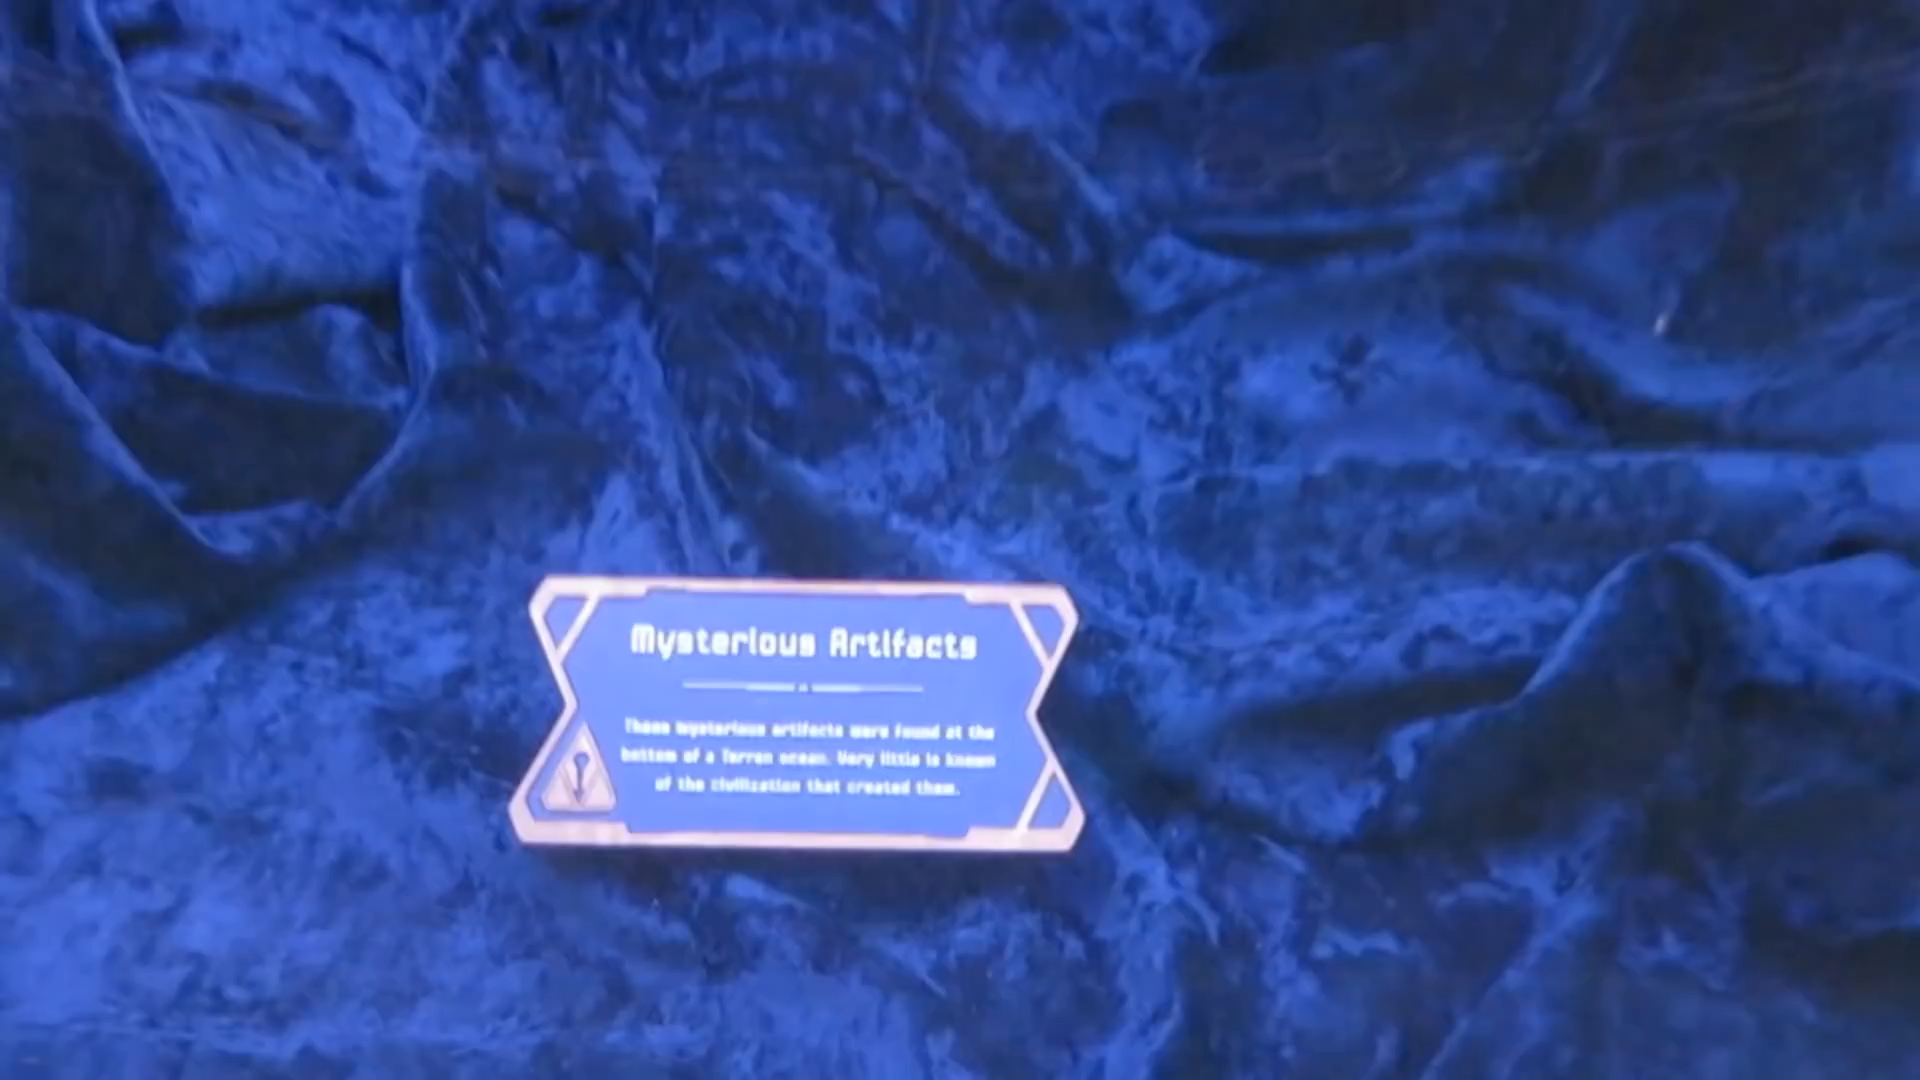 Mysterious Artifacts
These mysterious artifacts were found at the
bottom of a Terran ocean. Very little is known
of the civilization that created them.